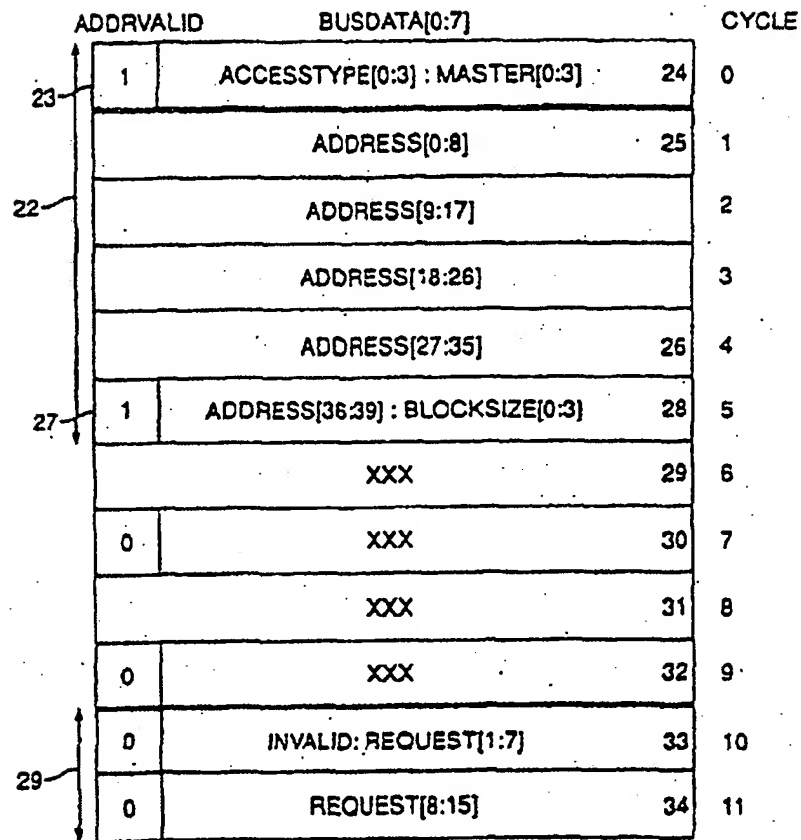 ADDRVALID BUSDATA[0:7] CYCLE
23 1 ACCESSTYPE[0:3] : MASTER[0:3] 24 0
ADDRESS[0:8] 25 1
22 ADDRESS[9:17] 2
ADDRESS[18:26] 3
ADDRESS[27:35] 26 4
27 1 ADDRESS[36:39] : BLOCKSIZE[0:3] 28 5
XXX 29 6
0 XXX 30 7
XXX 31 8
0 XXX 32 9
0 INVALID: REQUEST[1:7] 33 10
29
0 REQUEST[8:15] 34 11